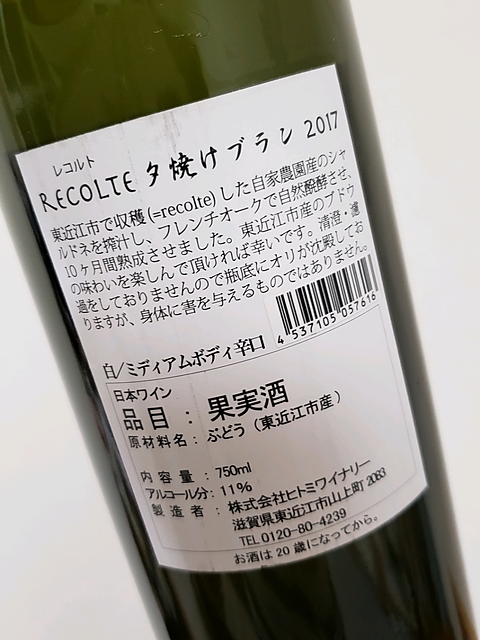 レコルト
RECOLTE 夕焼けブラン 2017
東近江市で収穫(=recolte)した自家農園産のシャ
ルドネを搾汁し、フレンチオークで自然醗酵させ、
10ヶ月間熟成させました。東近江市産のブドウ
の味わいを楽しんで頂ければ幸いです。清澄・濾
過をしておりませんので瓶底にオリが沈殿してお
りますが、身体に害を与えるものではありません。
4 537105 057616
白/ミディアムボディ辛口
日本ワイン
品目 : 果実酒
原材料名 : ぶどう(東近江市産)
内容量 : 750ml
アルコール分 : 11%
製造者 : 株式会社ヒトミワイナリー
滋賀県東近江市山上町2083
TEL 0120-80-4239
お酒は20歳になってから。